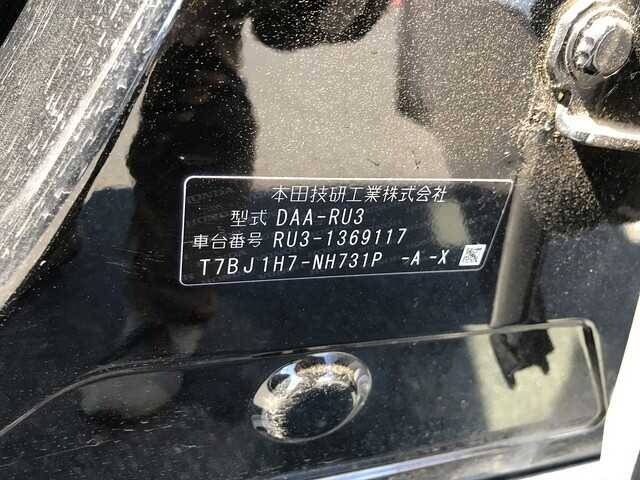 本田技研工業株式会社
型式 DAA-RU3
車台番号 RU3-1369117
T7BJ1H7-NH731P -A-X